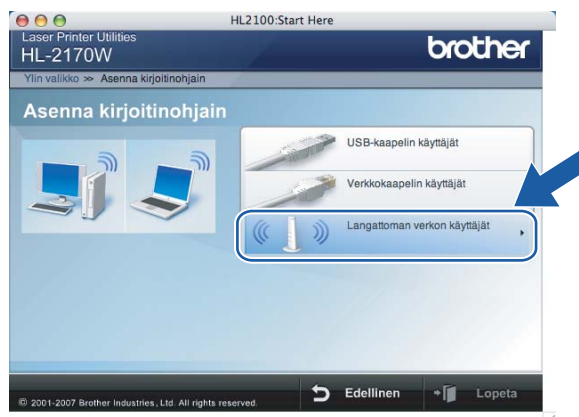 HL2100:Start Here
Laser Printer Utilities
HL-2170W
brother
Ylin valikko >> Asenna kirjoitinohjain
Asenna kirjoitinohjain
USB-kaapelin käyttäjät
Verkkokaapelin käyttäjät
Langattoman verkon käyttäjät
© 2001-2007 Brother Industries, Ltd. All rights reserved.
Edellinen
Lopeta